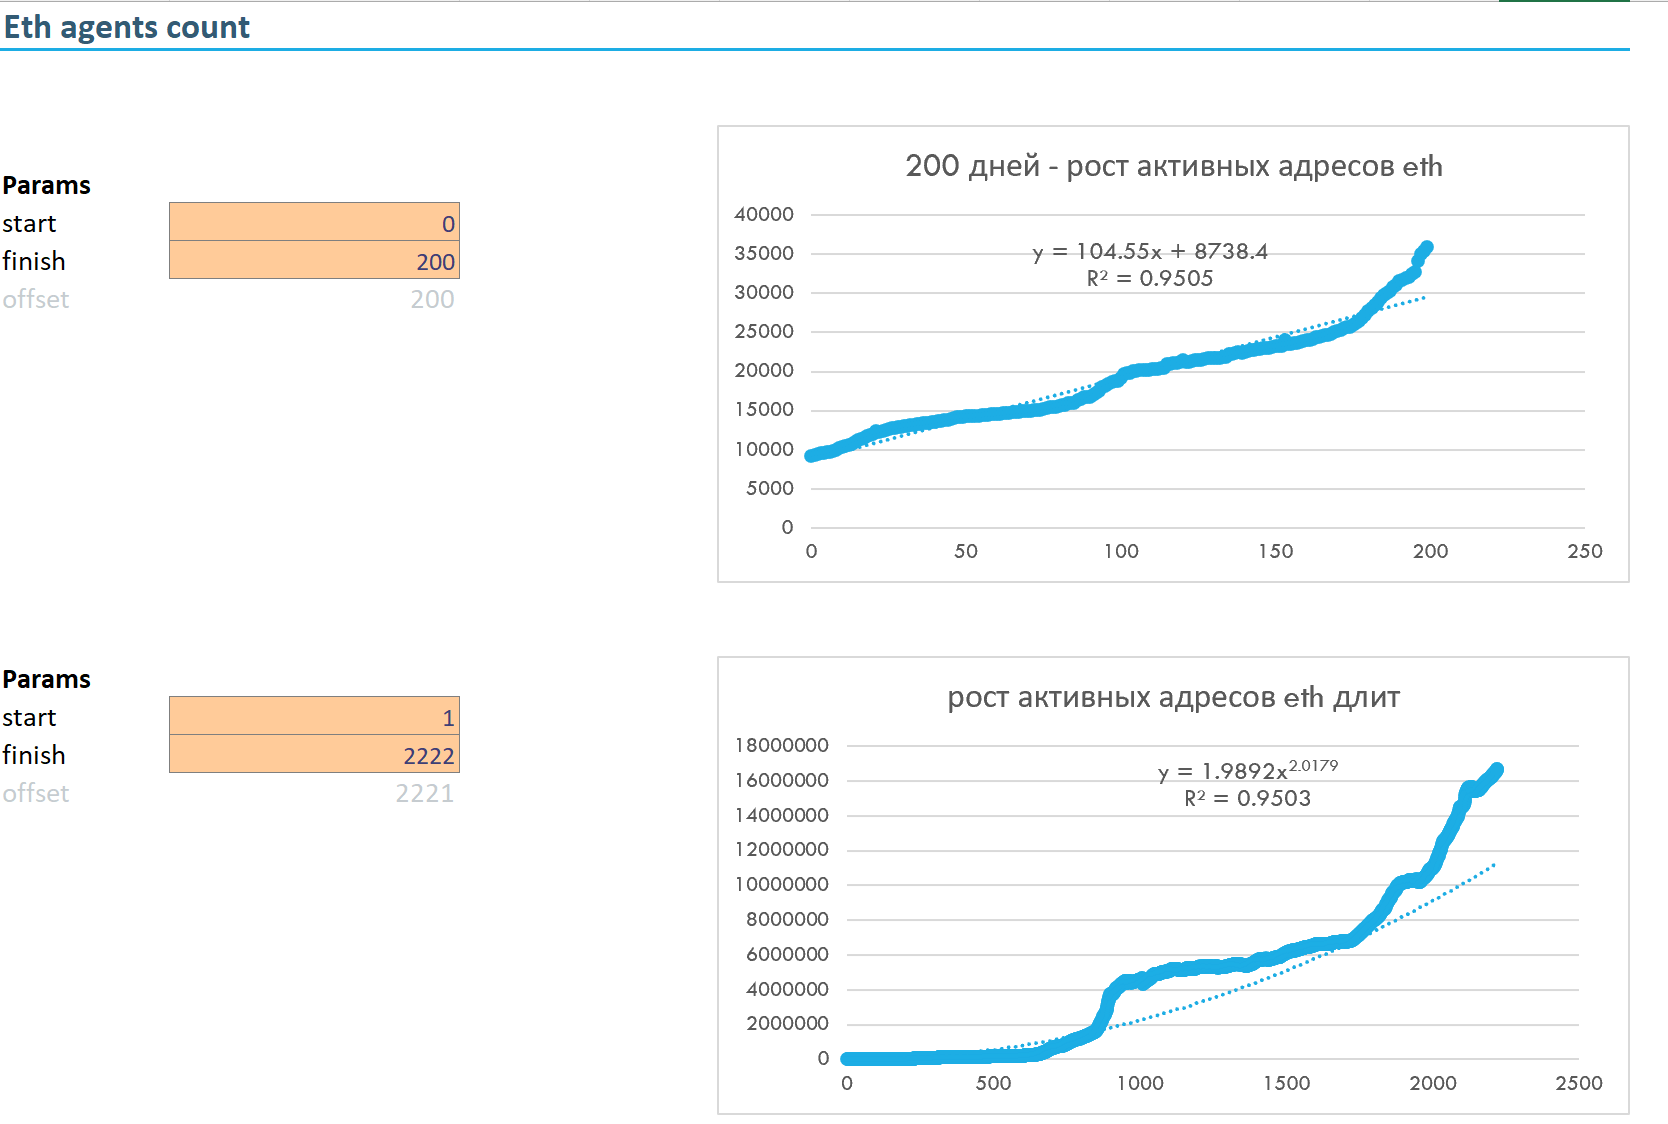 Eth agents count
Params
start 0
finish 200
offset 200
200 дней - рост активных адресов eth
40000
35000
30000
25000
20000
15000
10000
5000
0
y = 104.55x + 8738.4
R² = 0.9505
0 50 100 150 200 250
Params
start 1
finish 2222
offset 2221
рост активных адресов eth длит
18000000
16000000
14000000
12000000
10000000
8000000
6000000
4000000
2000000
0
y = 1.9892x^2.0179
R² = 0.9503
0 500 1000 1500 2000 2500